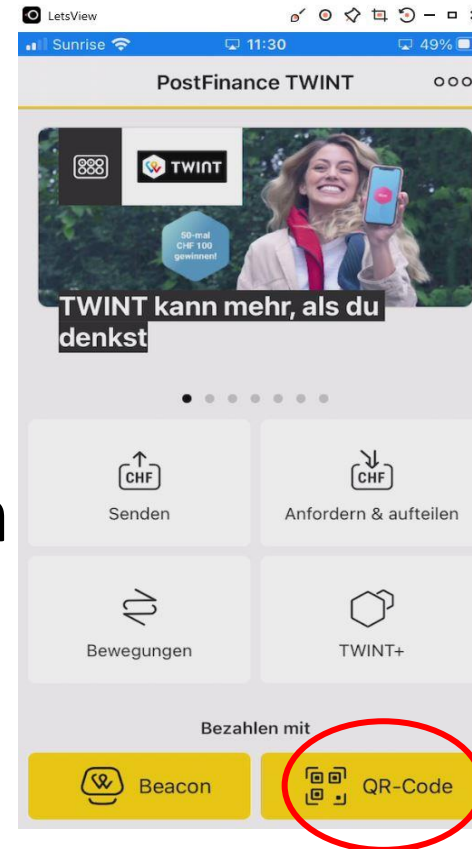 LetsView
Sunrise 11:30 49%
PostFinance TWINT
TWINT
50-mal
CHF 100
gewinnen!
TWINT kann mehr, als du
denkst
CHF CHF
Senden Anfordern & aufteilen
n
Bewegungen TWINT+
Bezahlen mit
Beacon QR-Code